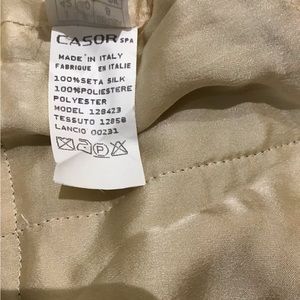 CASOR SPA
MADE IN ITALY
FABRIQUE EN ITALIE
100%SETA SILK
100%POLIESTERE
POLYESTER
MODEL 128423
TESSUTO 12858
LANCIO 00231